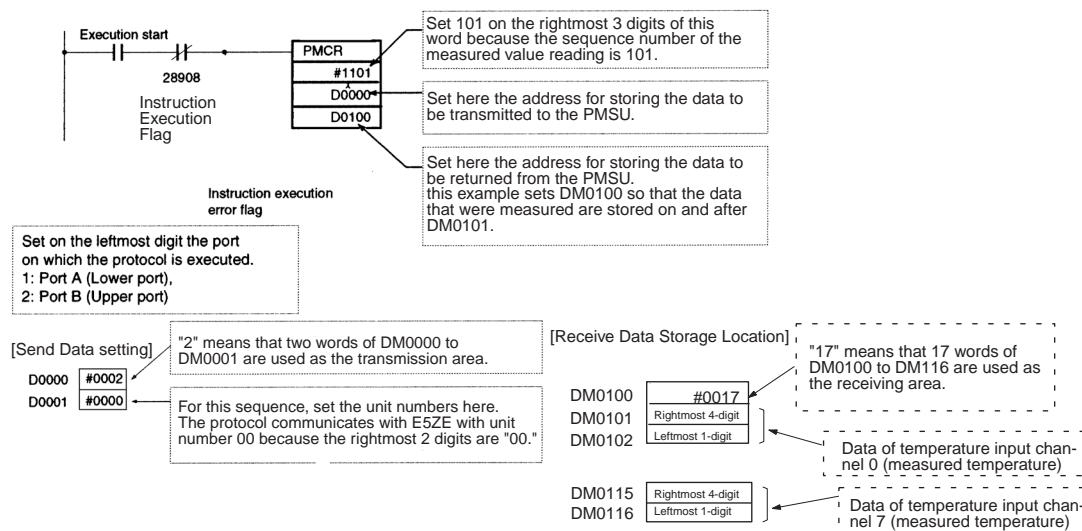 Execution start
28908
Instruction
Execution
Flag
PMCR
#1101
D0000
D0100
Set 101 on the rightmost 3 digits of this
word because the sequence number of the
measured value reading is 101.
Set here the address for storing the data to
be transmitted to the PMSU.
Set here the address for storing the data to
be returned from the PMSU.
this example sets DM0100 so that the data
that were measured are stored on and after
DM0101.
Instruction execution
error flag
Set on the leftmost digit the port
on which the protocol is executed.
1: Port A (Lower port),
2: Port B (Upper port)
[Send Data setting]
D0000 #0002
D0001 #0000
"2" means that two words of DM0000 to
DM0001 are used as the transmission area.
For this sequence, set the unit numbers here.
The protocol communicates with E5ZE with unit
number 00 because the rightmost 2 digits are "00."
[Receive Data Storage Location]
DM0100 #0017
DM0101 Rightmost 4-digit
DM0102 Leftmost 1-digit
DM0115 Rightmost 4-digit
DM0116 Leftmost 1-digit
"17" means that 17 words of
DM0100 to DM116 are used as
the receiving area.
Data of temperature input chan-
nel 0 (measured temperature)
Data of temperature input chan-
nel 7 (measured temperature)